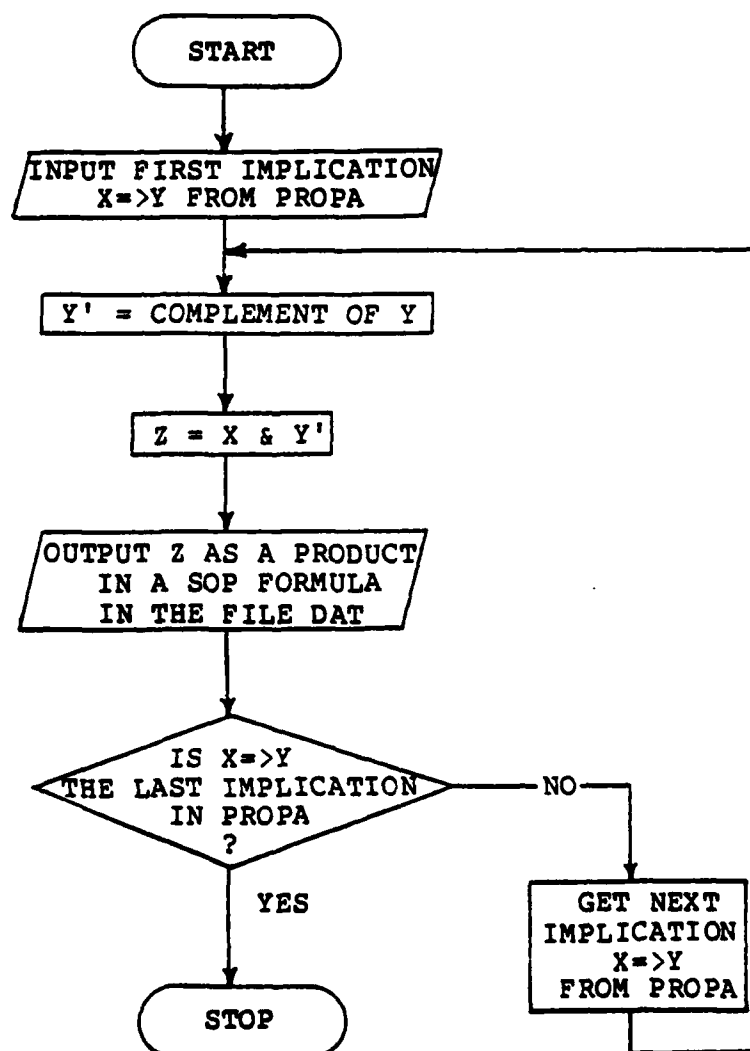 START
INPUT FIRST IMPLICATION
X=>Y FROM PROPA
Y' = COMPLEMENT OF Y
Z = X & Y'
OUTPUT Z AS A PRODUCT
IN A SOP FORMULA
IN THE FILE DAT
IS X=>Y
THE LAST IMPLICATION
IN PROPA
?
NO
YES
GET NEXT
IMPLICATION
X=>Y
FROM PROPA
STOP